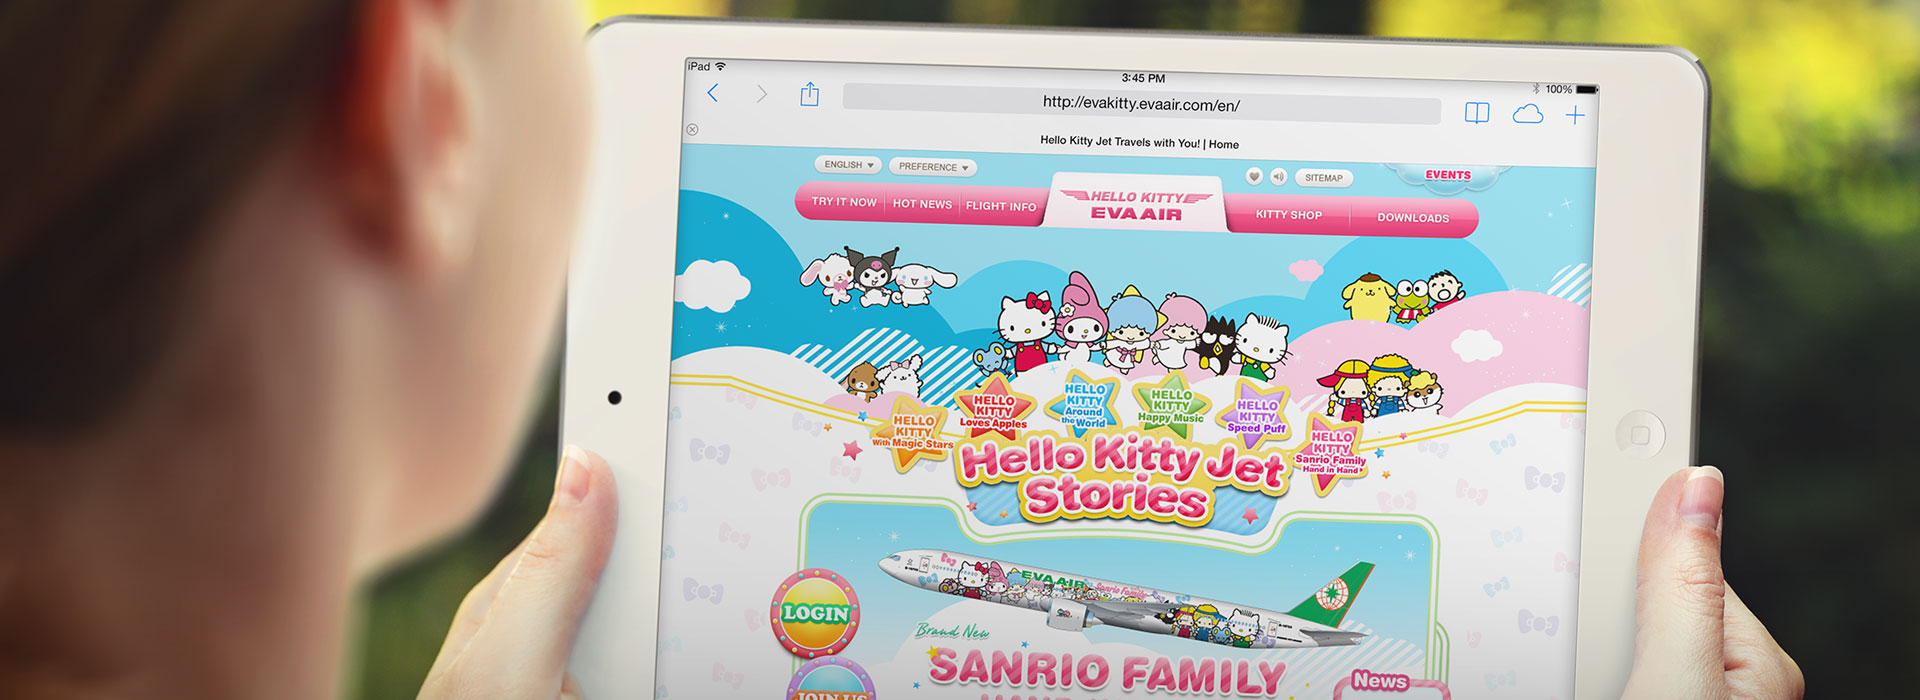 iPad
3:45 PM
100%
http://evakitty.evaair.com/en/
Hello Kitty Jet Travels with You! | Home
ENGLISH
PREFERENCE
SITEMAP
EVENTS
TRY IT NOW
HOT NEWS
FLIGHT INFO
HELLO KITTY
EVA AIR
KITTY SHOP
DOWNLOADS
HELLO
KITTY
With Magic Stars
HELLO
KITTY
Loves Apples
HELLO
KITTY
Around
the World
HELLO
KITTY
Happy Music
HELLO
KITTY
Speed Puff
HELLO
KITTY
Sanrio Family
Hand in Hand
Hello Kitty Jet
Stories
EVA AIR
Sanrio Family
LOGIN
Brand New
SANRIO FAMILY
News
JOIN US